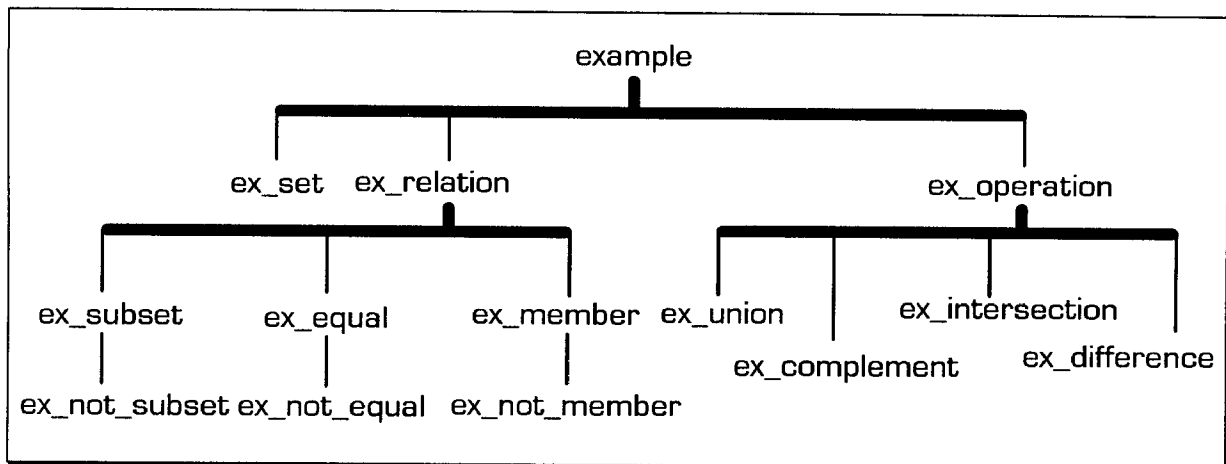 example
ex_set ex_relation ex_operation
ex_subset ex_equal ex_member ex_union ex_intersection
ex_complement ex_difference
ex_not_subset ex_not_equal ex_not_member